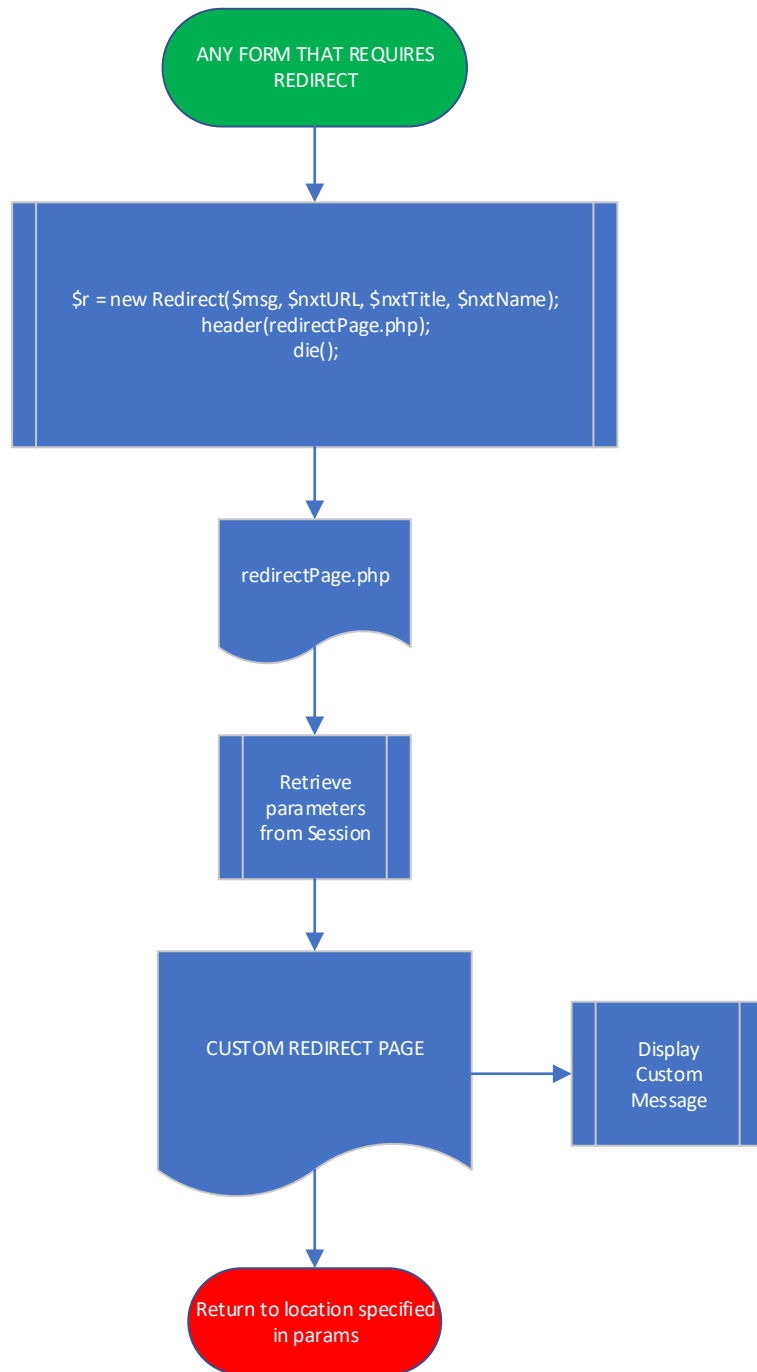 ANY FORM THAT REQUIRES
REDIRECT
$r = new Redirect($msg, $nxtURL, $nxtTitle, $nxtName);
header(redirectPage.php);
die();
redirectPage.php
Retrieve
parameters
from Session
CUSTOM REDIRECT PAGE
Display
Custom
Message
Return to location specified
in params